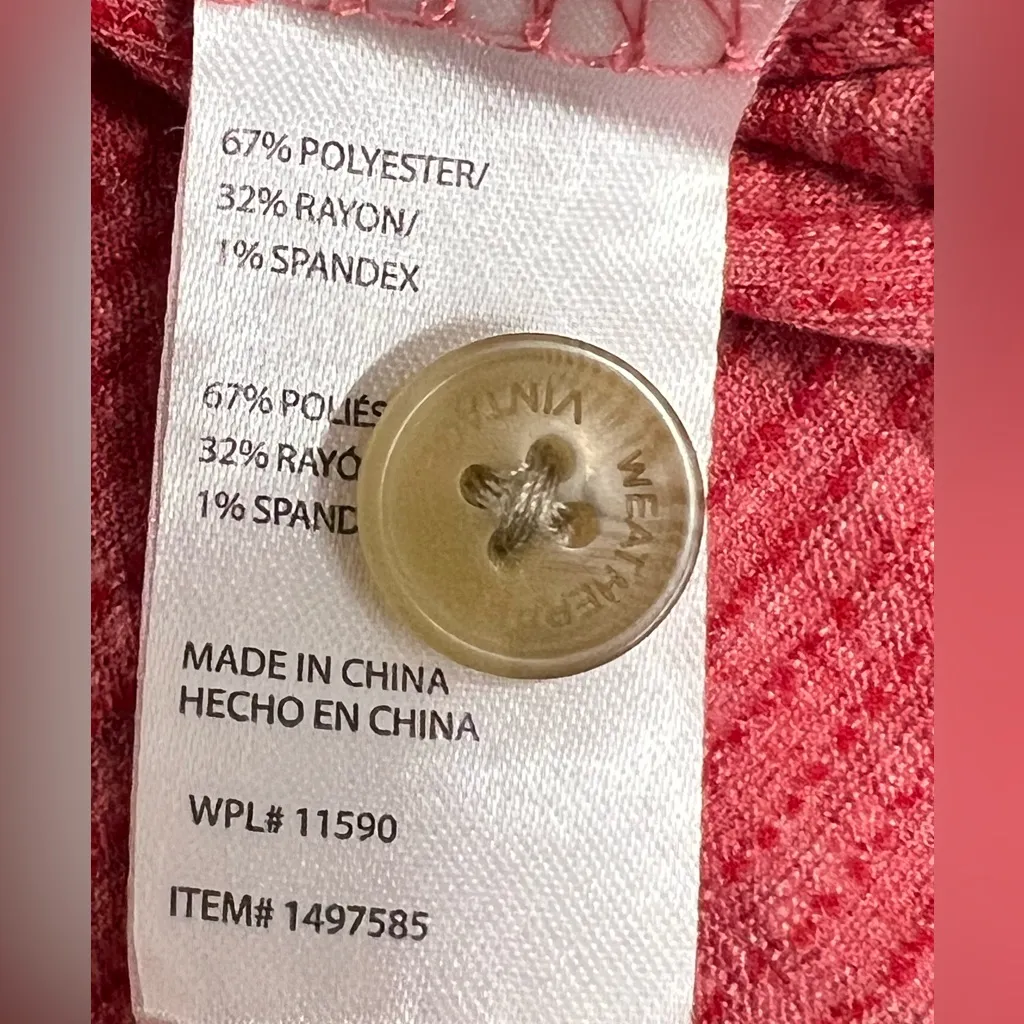 67% POLYESTER/
32% RAYON/
1% SPANDEX
67% POLIÉS
32% RAYÓ
1% SPAND
MADE IN CHINA
HECHO EN CHINA
WPL# 11590
ITEM# 1497585